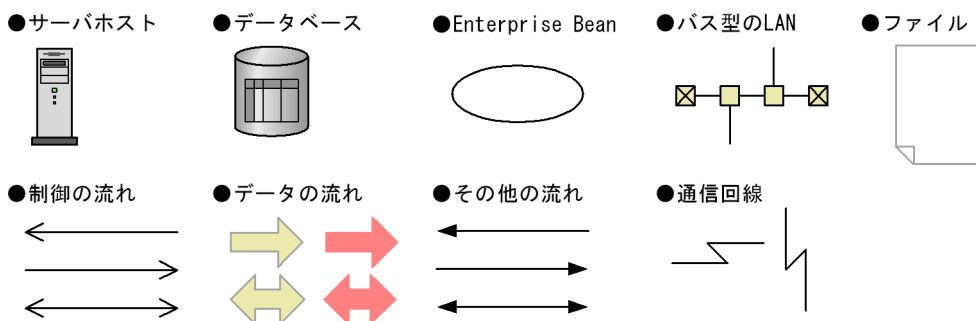 ●サーバホスト
●データベース
●Enterprise Bean
●バス型のLAN
●ファイル
●制御の流れ
●データの流れ
●その他の流れ
●通信回線